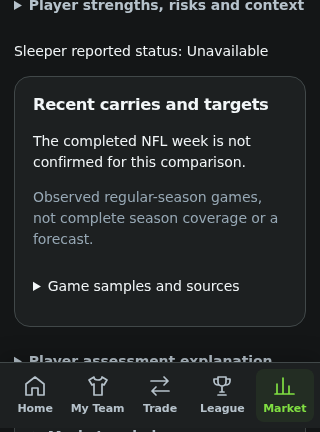 Player strengths, risks and context
Sleeper reported status: Unavailable
Recent carries and targets
The completed NFL week is not
confirmed for this comparison.
Observed regular-season games,
not complete season coverage or a
forecast.
Game samples and sources
Player assessment explanation
Home My Team Trade League Market